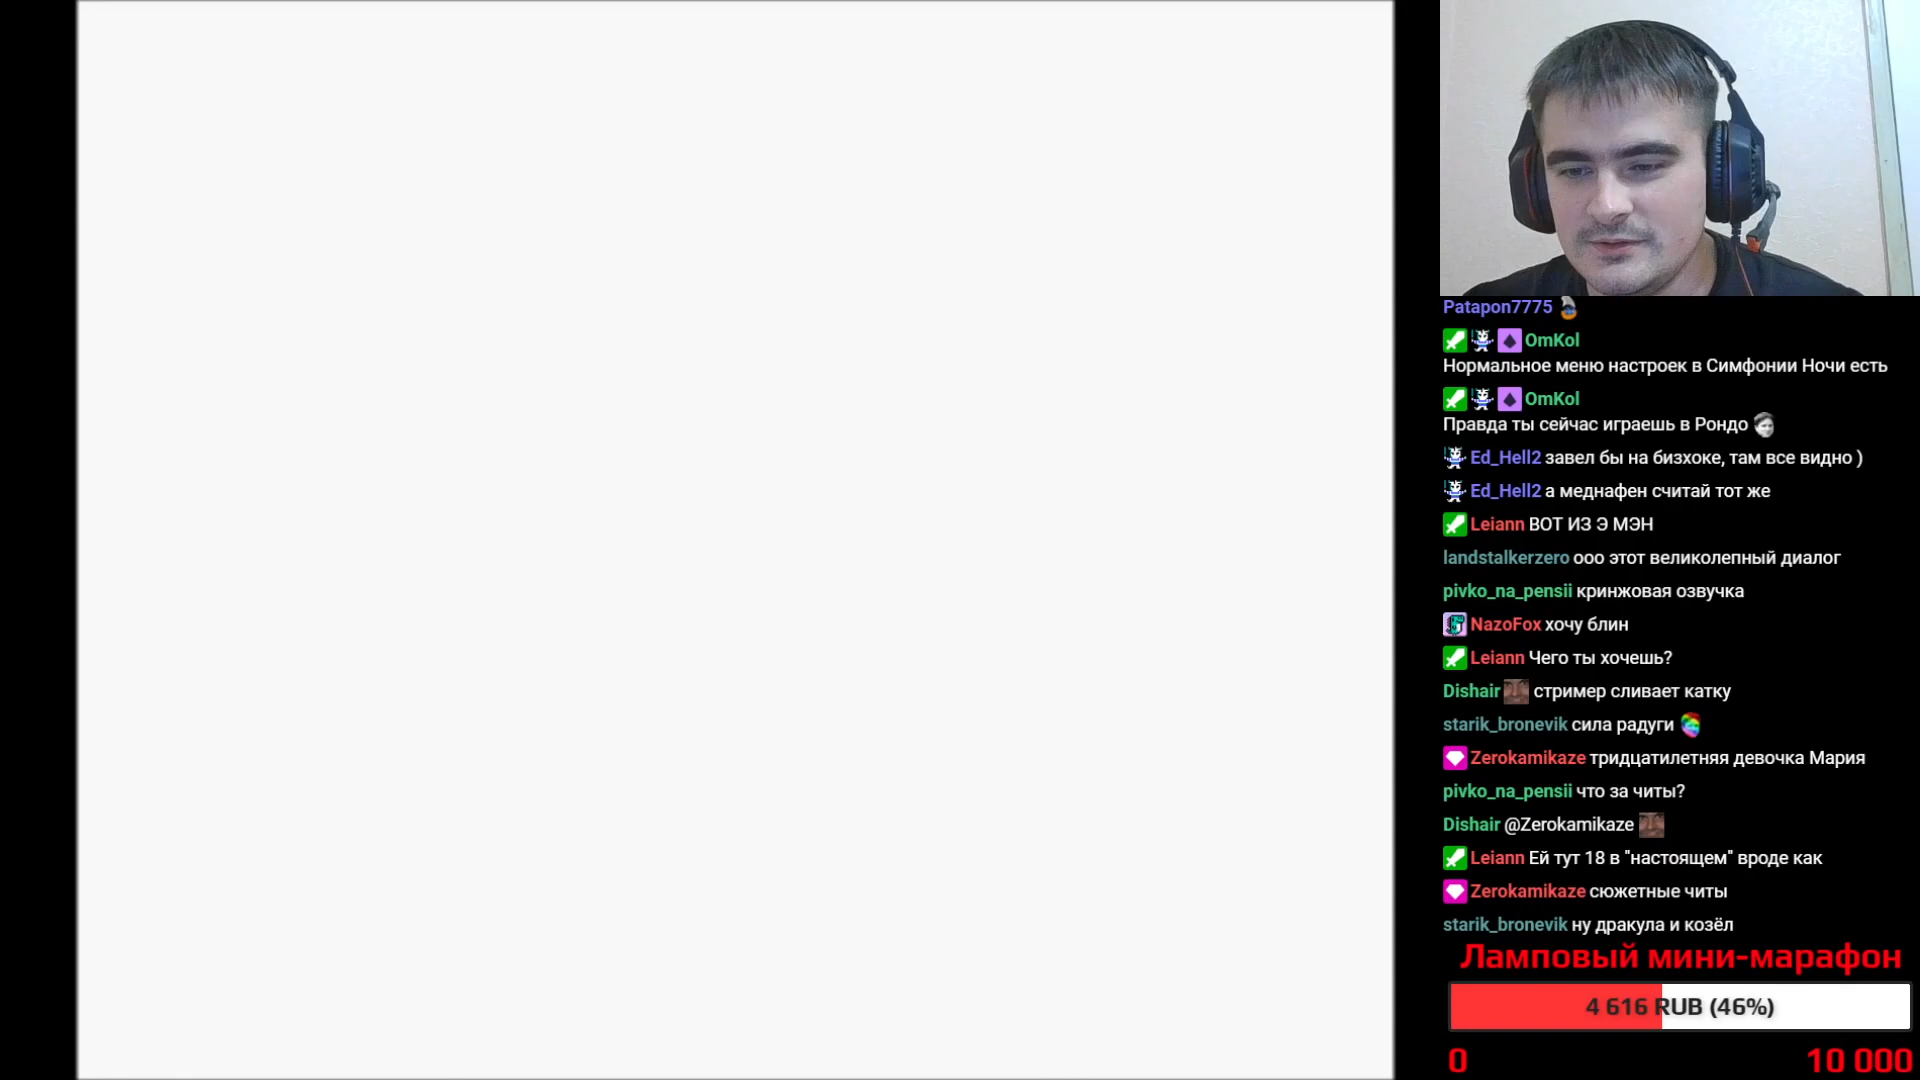 Patapon7775
OmKol
Нормальное меню настроек в Симфонии Ночи есть
OmKol
Правда ты сейчас играешь в Рондо
Ed_Hell2 завел бы на бизхоке, там все видно )
Ed_Hell2 а меднафен считай тот же
Leiann ВОТ ИЗ Э МЭН
landstalkerzero ооо этот великолепный диалог
pivko_na_pensii кринжовая озвучка
NazoFox хочу блин
Leiann Чего ты хочешь?
Dishair стример сливает катку
starik_bronevik сила радуги
Zerokamikaze тридцатилетняя девочка Мария
pivko_na_pensii что за читы?
Dishair @Zerokamikaze
Leiann Ей тут 18 в "настоящем" вроде как
Zerokamikaze сюжетные читы
starik_bronevik ну дракула и козёл
Ламповый мини-марафон
4 616 RUB (46%)
0 10 000